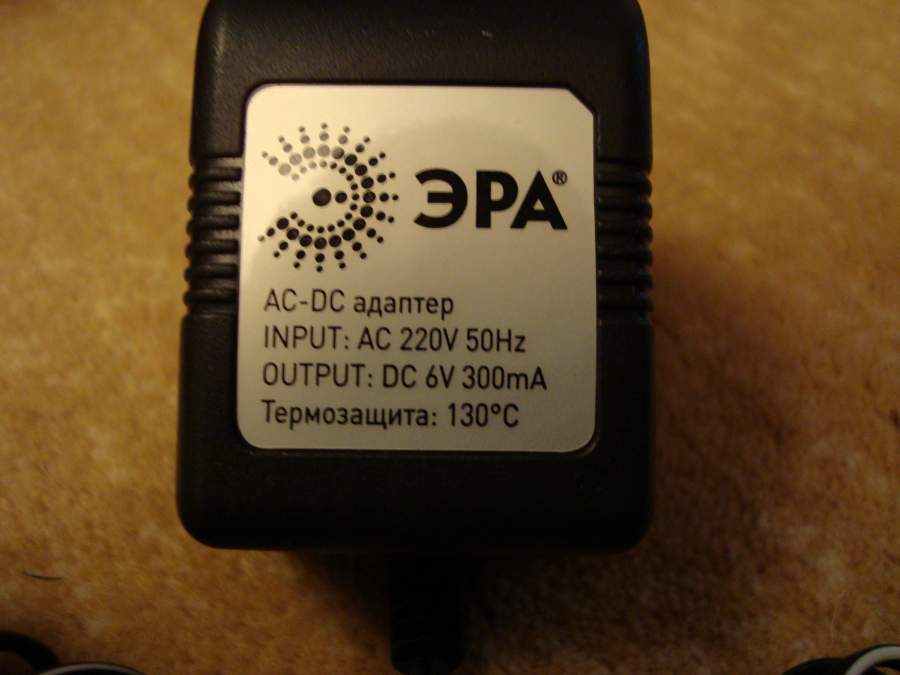 ЭРА®
AC-DC адаптер
INPUT: AC 220V 50Hz
OUTPUT: DC 6V 300mA
Термозащита: 130°C